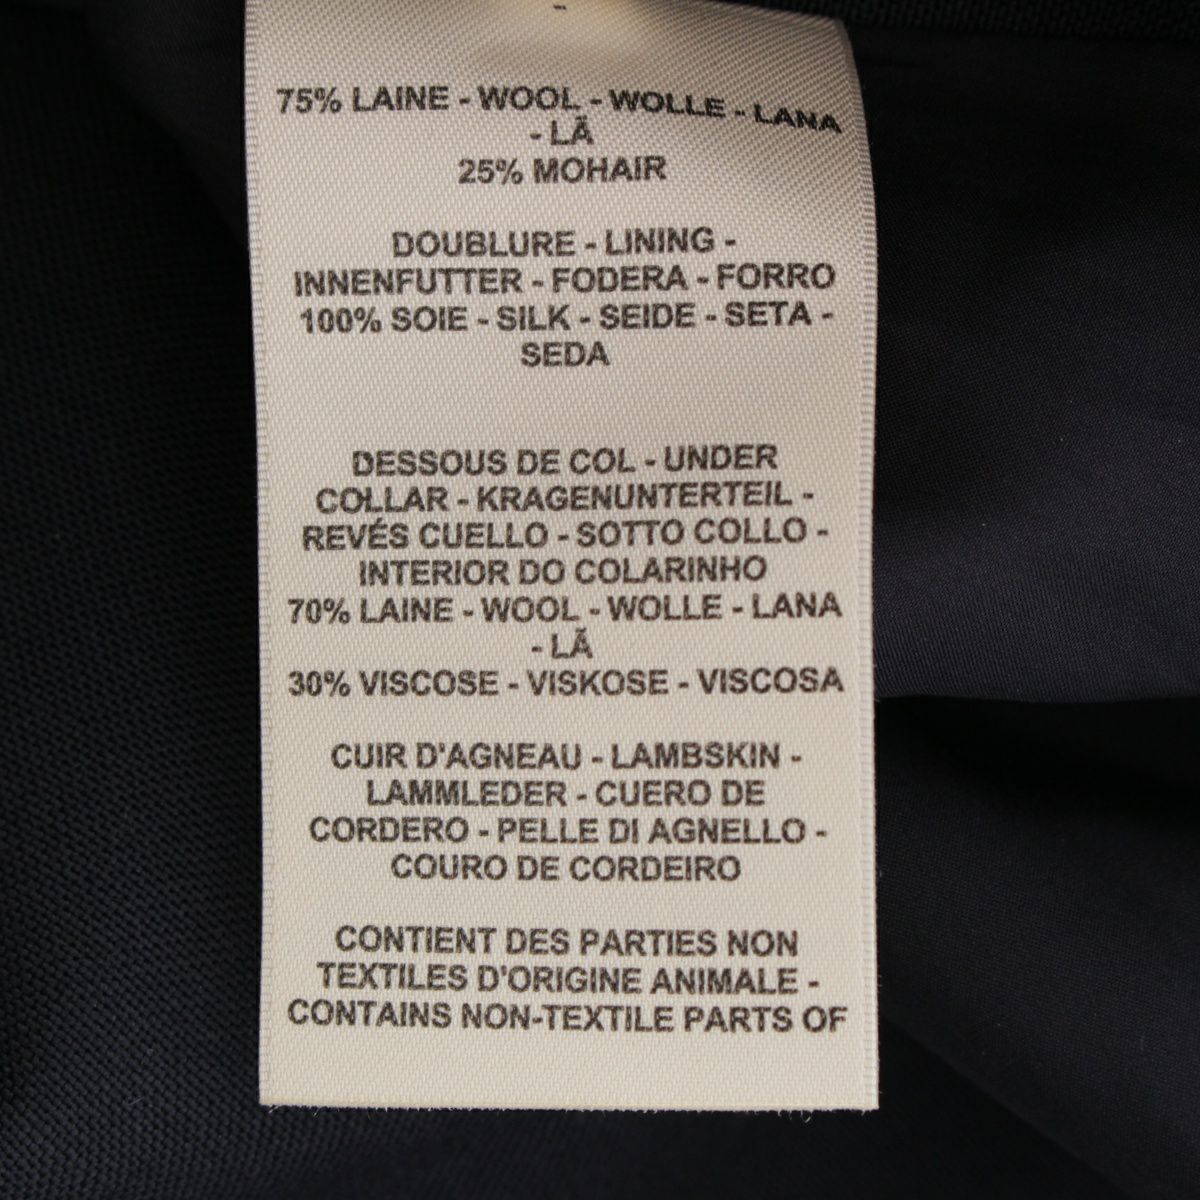 75% LAINE - WOOL - WOLLE - LANA
- LÃ
25% MOHAIR
DOUBLURE - LINING -
INNENFUTTER - FODERA - FORRO
100% SOIE - SILK - SEIDE - SETA -
SEDA
DESSOUS DE COL - UNDER
COLLAR - KRAGENUNTERTEIL -
REVÉS CUELLO - SOTTO COLLO -
INTERIOR DO COLARINHO
70% LAINE - WOOL - WOLLE - LANA
- LÃ
30% VISCOSE - VISKOSE - VISCOSA
CUIR D'AGNEAU - LAMBSKIN -
LAMMLEDER - CUERO DE
CORDERO - PELLE DI AGNELLO -
COURO DE CORDEIRO
CONTIENT DES PARTIES NON
TEXTILES D'ORIGINE ANIMALE -
CONTAINS NON-TEXTILE PARTS OF